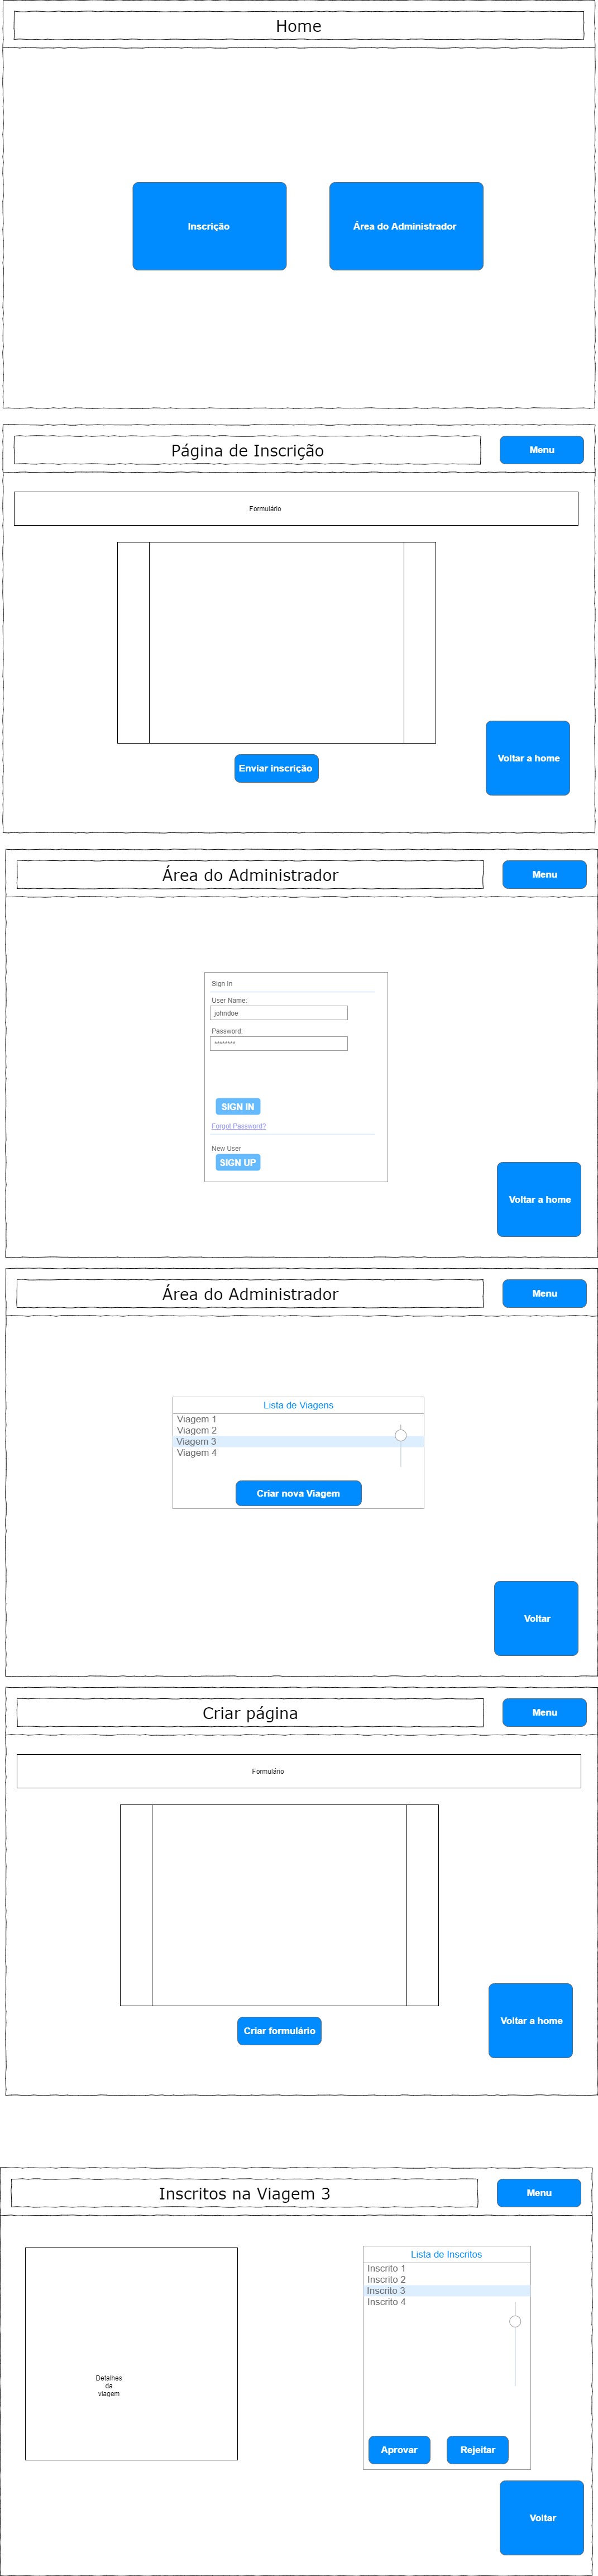 Home
Inscrição
Área do Administrador
Página de Inscrição
Menu
Formulário
Voltar a home
Enviar inscrição
Área do Administrador
Menu
Sign In
User Name:
johndoe
Password:
********
SIGN IN
Forgot Password?
New User
SIGN UP
Voltar a home
Área do Administrador
Menu
Lista de Viagens
Viagem 1
Viagem 2
Viagem 3
Viagem 4
Criar nova Viagem
Voltar
Criar página
Menu
Formulário
Voltar a home
Criar formulário
Inscritos na Viagem 3
Menu
Lista de Inscritos
Inscrito 1
Inscrito 2
Inscrito 3
Inscrito 4
Detalhes
da
viagem
Aprovar
Rejeitar
Voltar